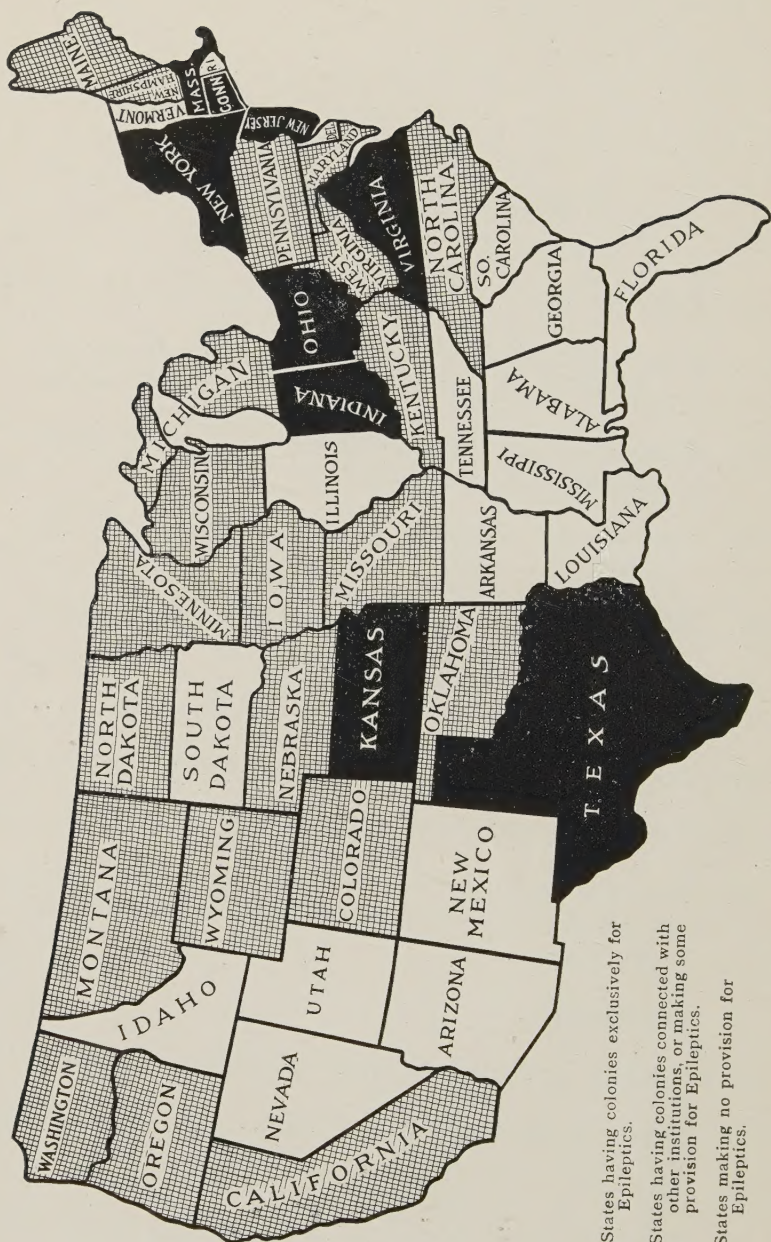 WASHINGTON
OREGON
CALIFORNIA
IDAHO
NEVADA
MONTANA
WYOMING
UTAH
ARIZONA
COLORADO
NEW
MEXICO
NORTH
DAKOTA
SOUTH
DAKOTA
NEBRASKA
KANSAS
OKLAHOMA
TEXAS
MINNESOTA
IOWA
MISSOURI
ARKANSAS
LOUISIANA
WISCONSIN
ILLINOIS
MICHIGAN
INDIANA
OHIO
KENTUCKY
TENNESSEE
MISSISSIPPI
ALABAMA
GEORGIA
FLORIDA
SO.
CAROLINA
NORTH
CAROLINA
VIRGINIA
WEST
VIRGINIA
MARYLAND
PENNSYLVANIA
NEW JERSEY
NEW YORK
VERMONT
NEW
HAMPSHIRE
MAINE
MASS.
CONN
R.I
States having colonies exclusively for
Epileptics.
States having colonies connected with
other institutions, or making some
provision for Epileptics.
States making no provision for
Epileptics.